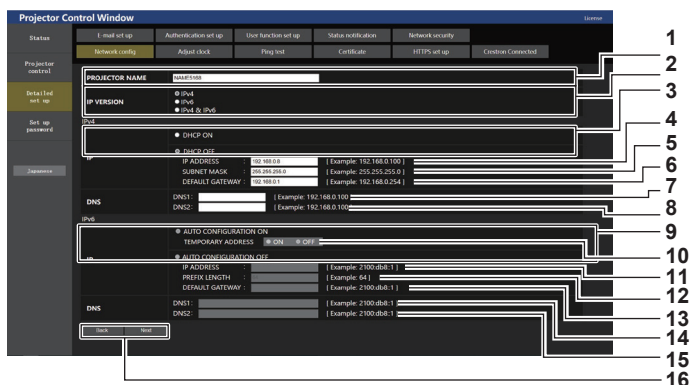 Projector Control Window
License
Status
E-mail set up
Authentication set up
User function set up
Status notification
Network security
Network config
Adjust clock
Ping test
Certificate
HTTPS set up
Crestron Connected
Projector
control
Detailed
set up
Set up
password
Japanese
PROJECTOR NAME
NAME5168
IP VERSION
IPv4
IPv6
IPv4 & IPv6
IPv4
DHCP ON
DHCP OFF
IP
IP ADDRESS : 192.168.0.8 [ Example: 192.168.0.100 ]
SUBNET MASK : 255.255.255.0 [ Example: 255.255.255.0 ]
DEFAULT GATEWAY : 192.168.0.1 [ Example: 192.168.0.254 ]
DNS
DNS1: [ Example: 192.168.0.100
DNS2: [ Example: 192.168.0.100
IPv6
AUTO CONFIGURATION ON
TEMPORARY ADDRESS ON OFF
AUTO CONFIGURATION OFF
IP
IP ADDRESS : [ Example: 2100:db8::1 ]
PREFIX LENGTH : [ Example: 64 ]
DEFAULT GATEWAY : [ Example: 2100:db8::1 ]
DNS
DNS1: [ Example: 2100:db8::1 ]
DNS2: [ Example: 2100:db8::1 ]
Back
Next
1
2
3
4
5
6
7
8
9
10
11
12
13
14
15
16